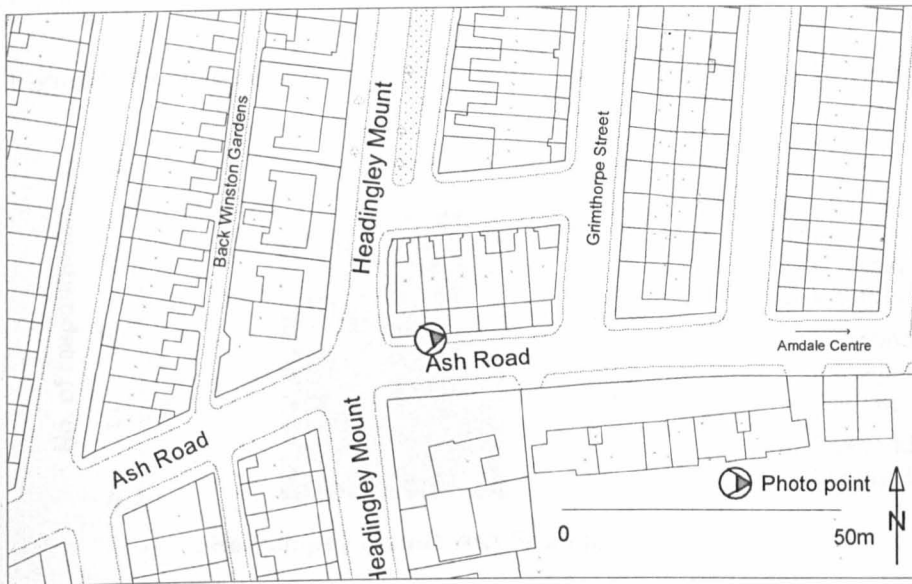 Back Winston Gardens
Headingley Mount
Grimthorpe Street
Amdale Centre
Ash Road
Ash Road
Headingley Mount
Photo point
0
50m
N